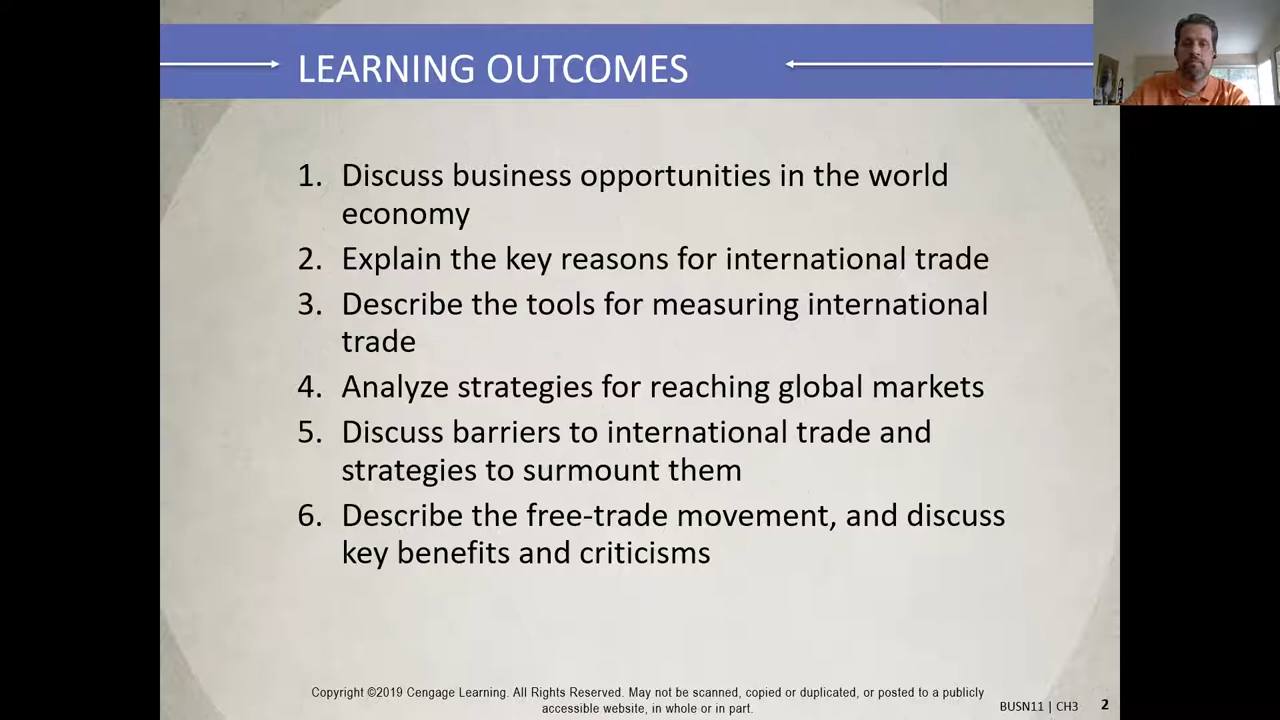 LEARNING OUTCOMES
1. Discuss business opportunities in the world
economy
2. Explain the key reasons for international trade
3. Describe the tools for measuring international
trade
4. Analyze strategies for reaching global markets
5. Discuss barriers to international trade and
strategies to surmount them
6. Describe the free-trade movement, and discuss
key benefits and criticisms
Copyright ©2019 Cengage Learning. All Rights Reserved. May not be scanned, copied or duplicated, or posted to a publicly
accessible website, in whole or in part.
BUSN11 | CH3 2